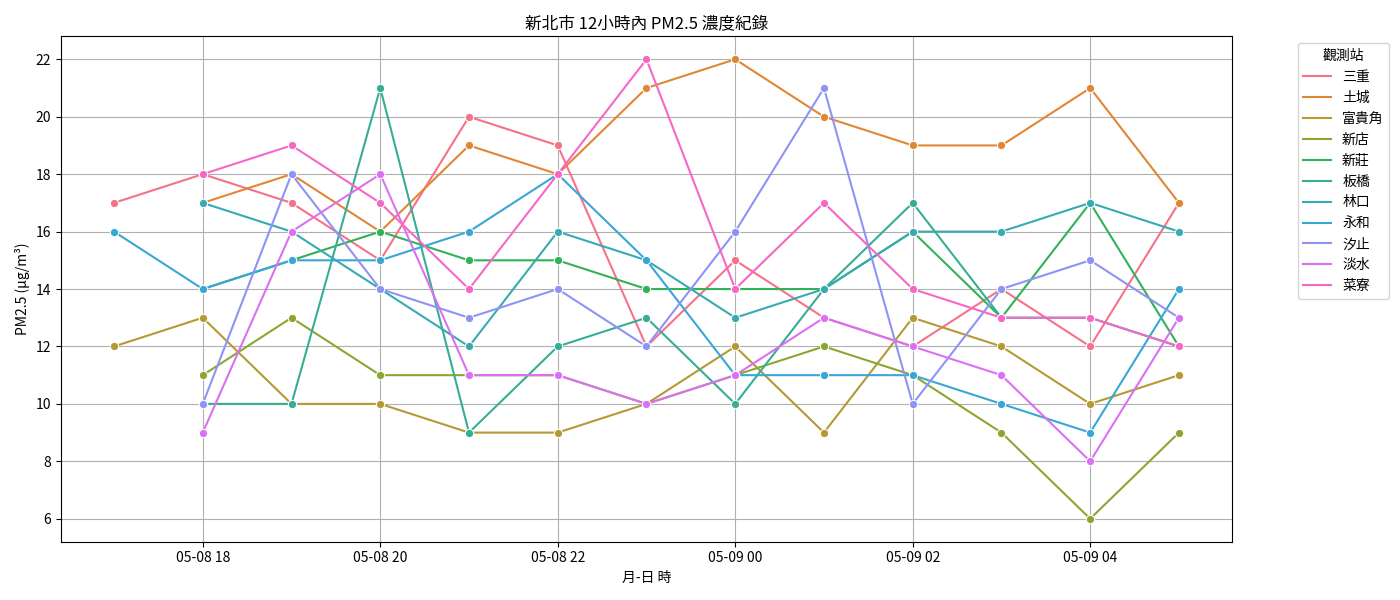 新北市 12小時內 PM2.5 濃度紀錄
PM2.5 (μg/m³)
22
20
18
16
14
12
10
8
6
05-08 18
05-08 20
05-08 22
05-09 00
05-09 02
05-09 04
月-日 時
觀測站
三重
土城
富貴角
新店
新莊
板橋
林口
永和
汐止
淡水
菜寮